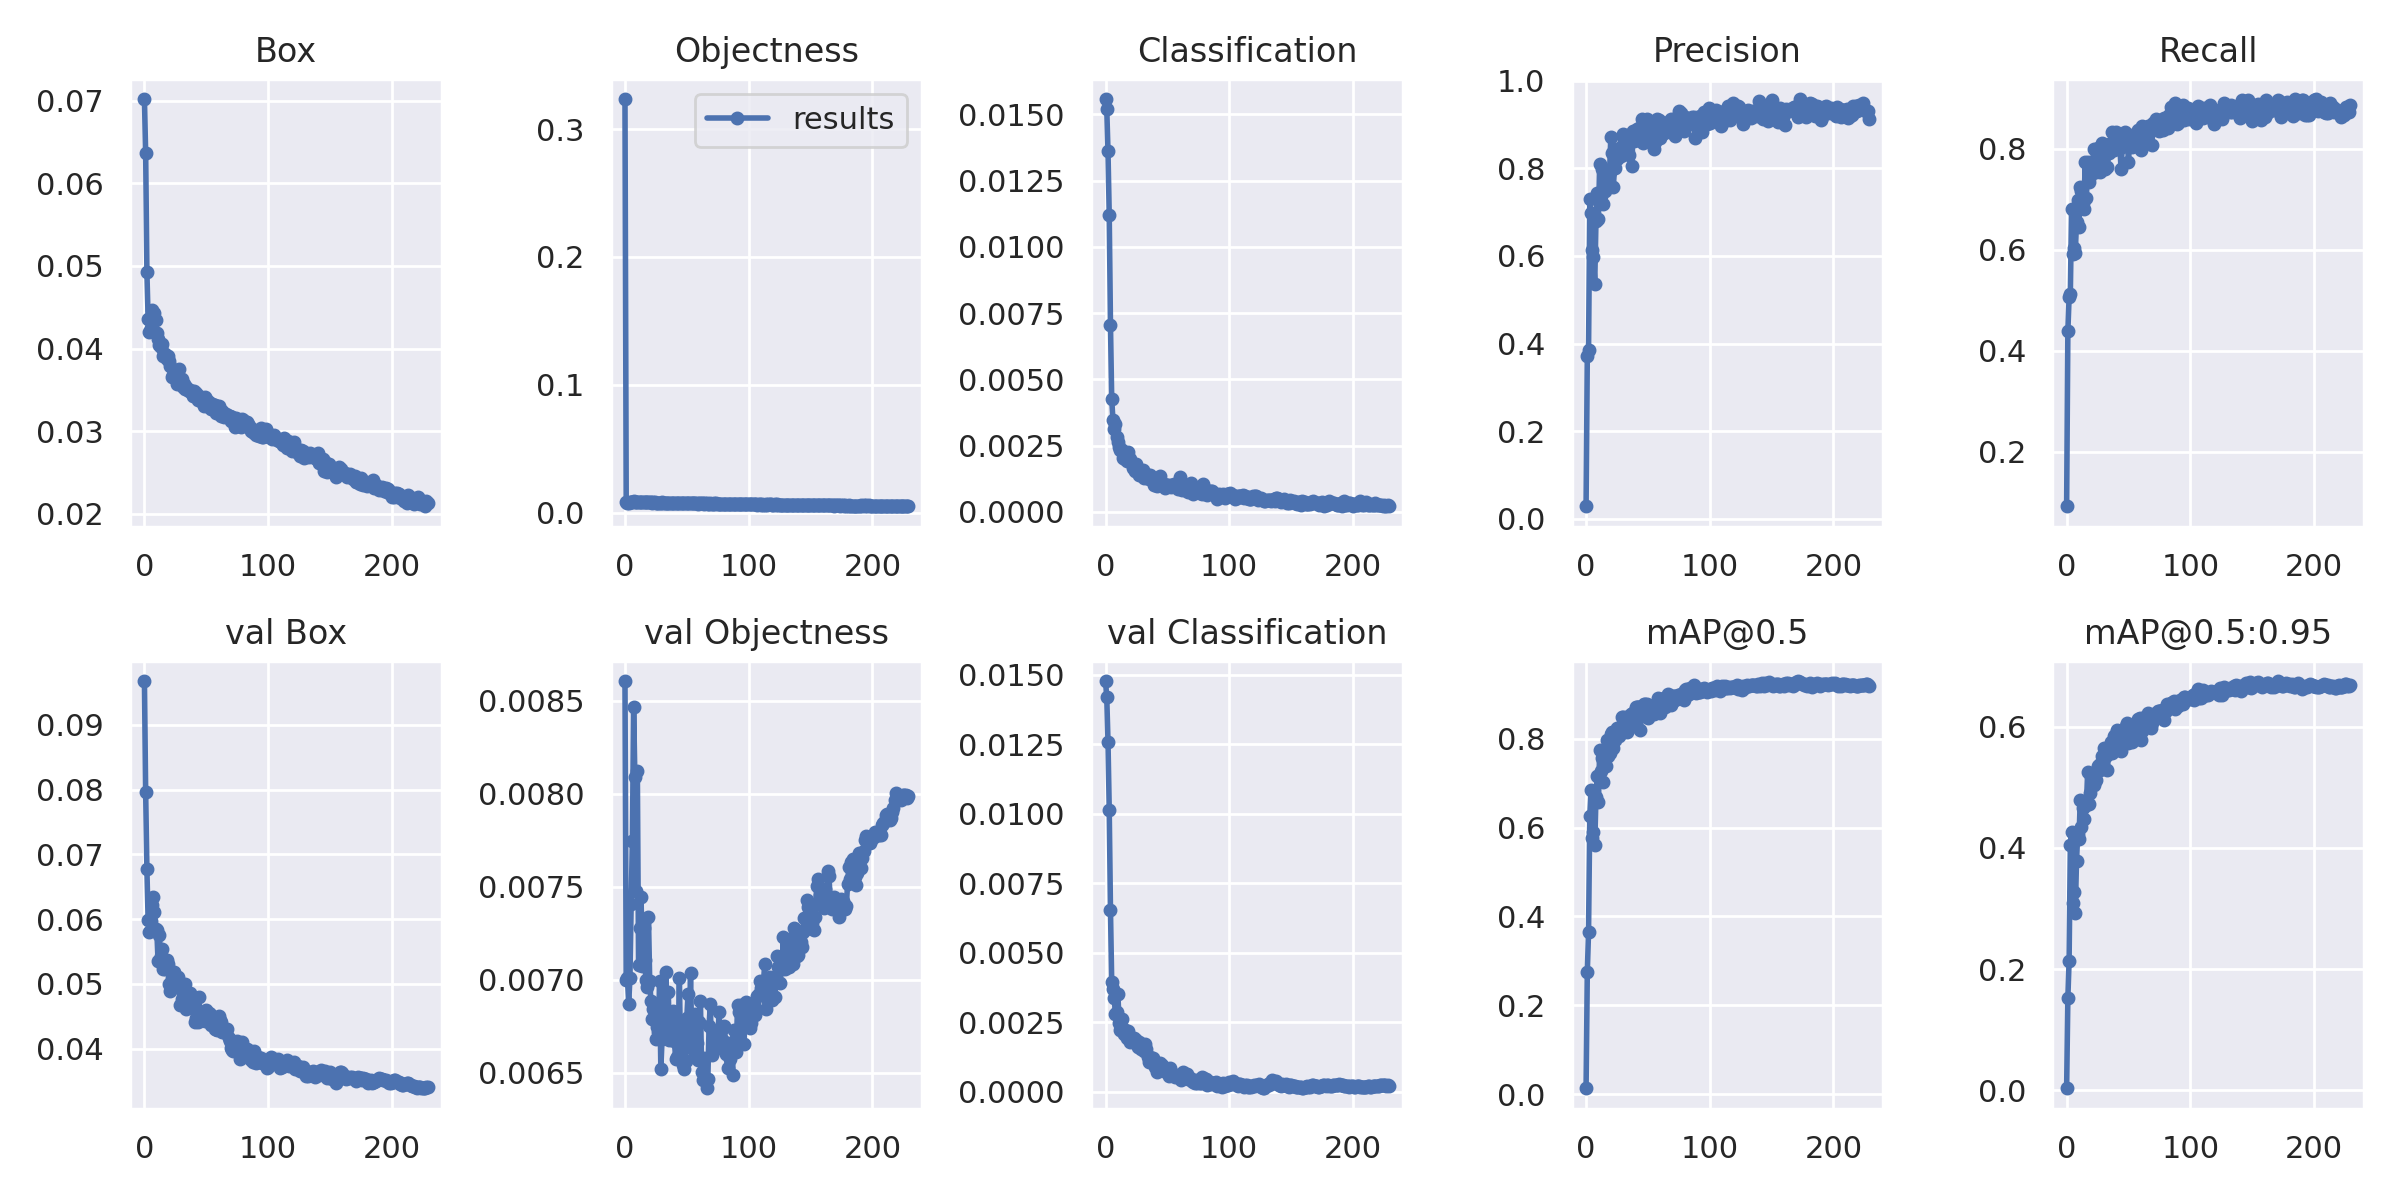 Box
0.07
0.06
0.05
0.04
0.03
0.02
0 100 200
Objectness
results
0.3
0.2
0.1
0.0
0 100 200
Classification
0.0150
0.0125
0.0100
0.0075
0.0050
0.0025
0.0000
0 100 200
Precision
1.0
0.8
0.6
0.4
0.2
0.0
0 100 200
Recall
0.8
0.6
0.4
0.2
0 100 200
val Box
0.09
0.08
0.07
0.06
0.05
0.04
0 100 200
val Objectness
0.0085
0.0080
0.0075
0.0070
0.0065
0 100 200
val Classification
0.0150
0.0125
0.0100
0.0075
0.0050
0.0025
0.0000
0 100 200
mAP@0.5
0.8
0.6
0.4
0.2
0.0
0 100 200
mAP@0.5:0.95
0.6
0.4
0.2
0.0
0 100 200